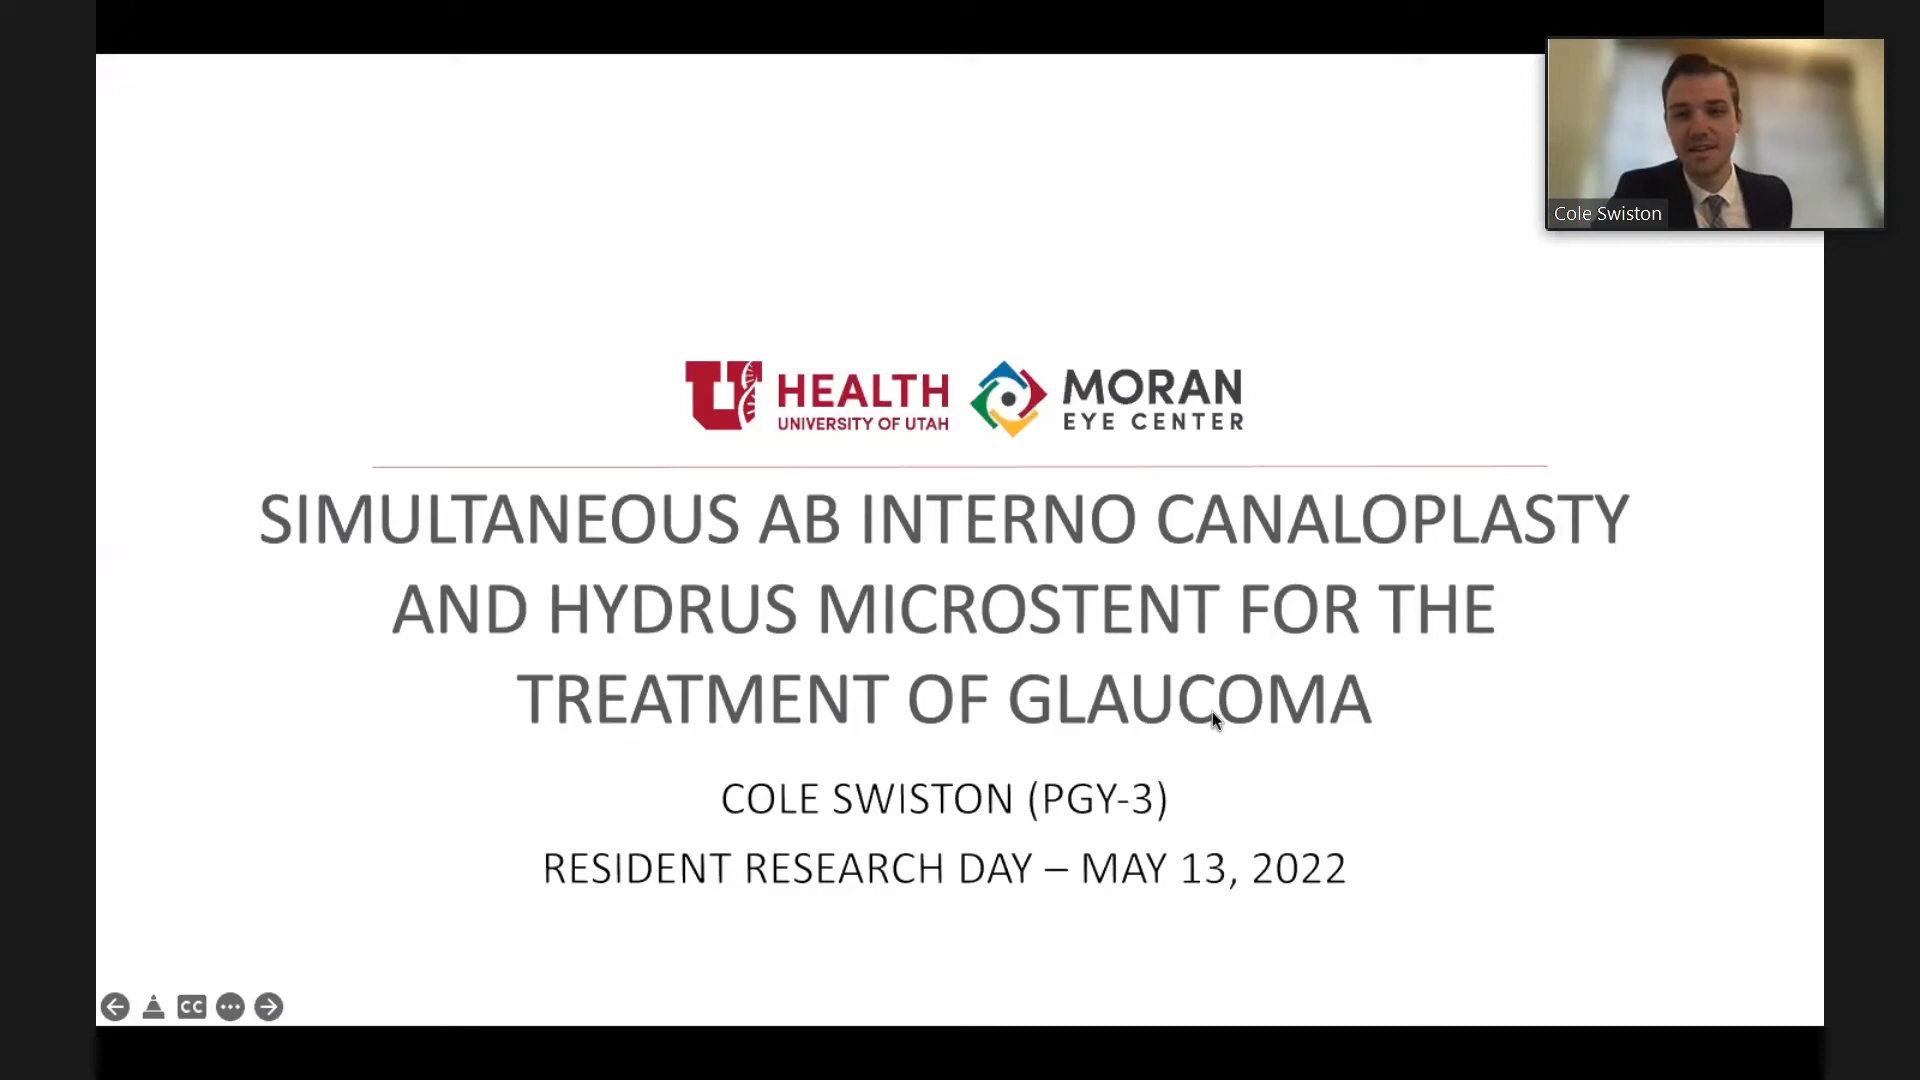 Cole Swiston
U HEALTH
UNIVERSITY OF UTAH
MORAN
EYE CENTER
SIMULTANEOUS AB INTERNO CANALOPLASTY
AND HYDRUS MICROSTENT FOR THE
TREATMENT OF GLAUCOMA
COLE SWISTON (PGY-3)
RESIDENT RESEARCH DAY – MAY 13, 2022
CC